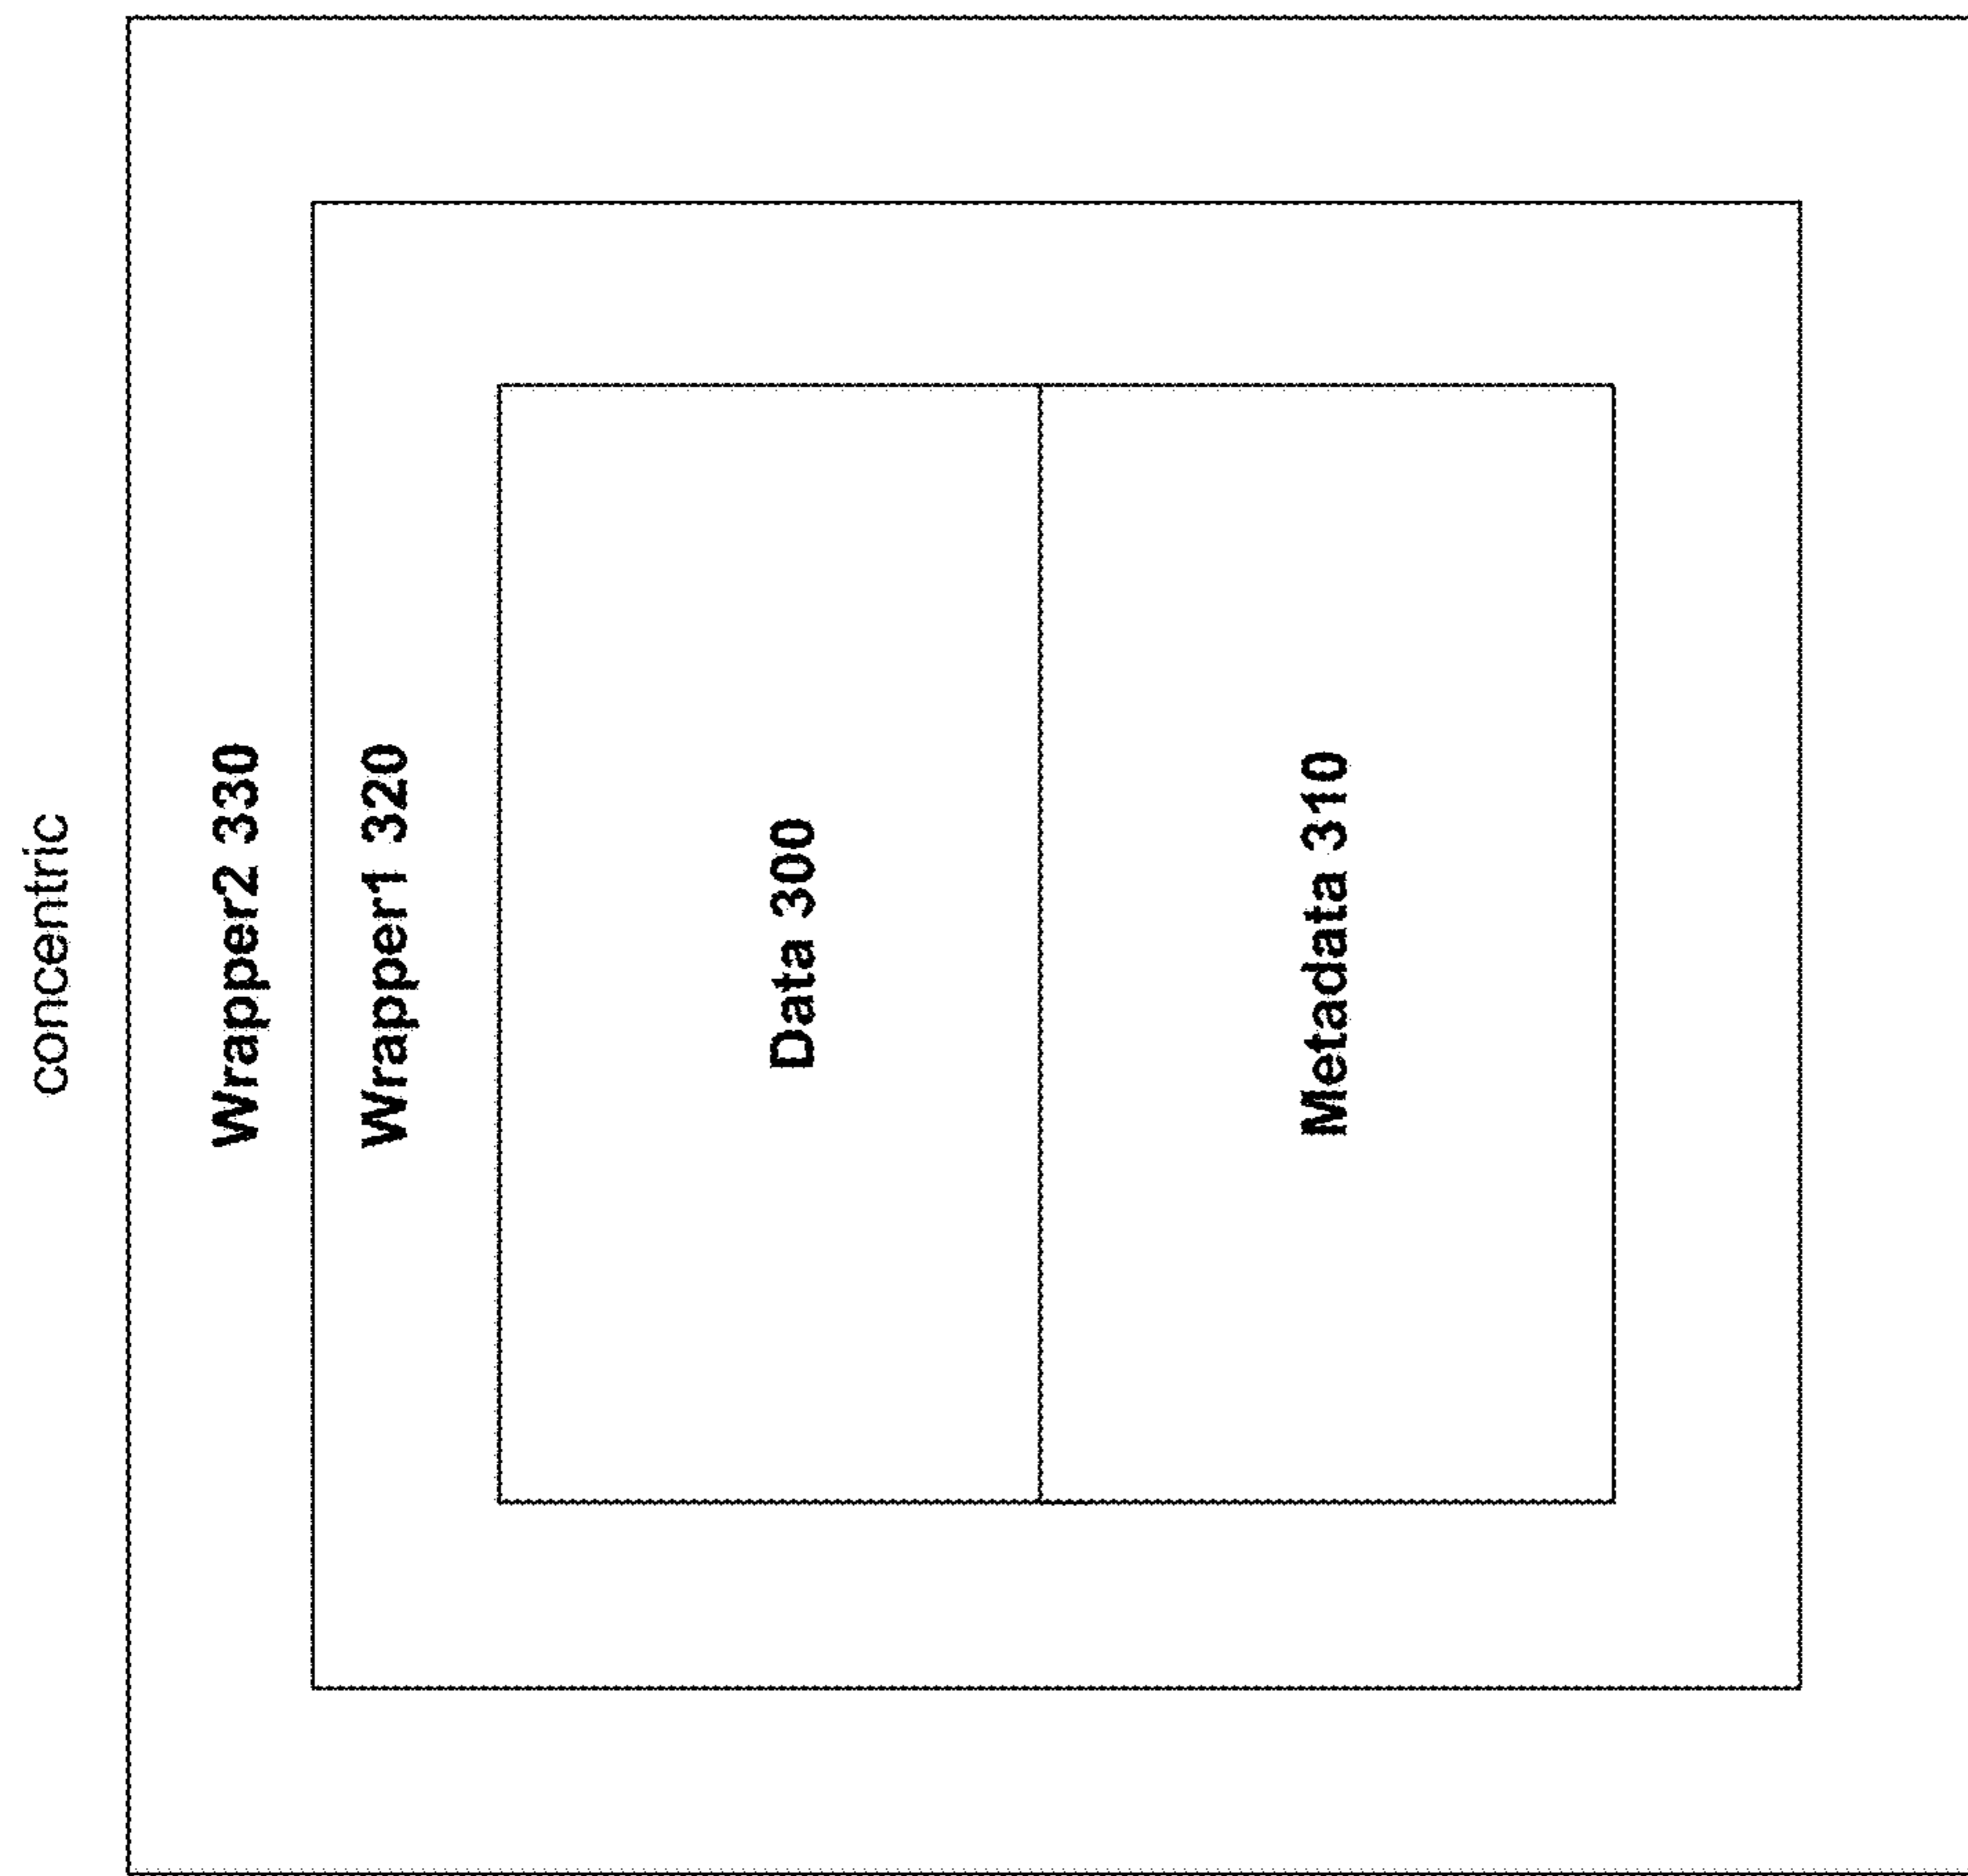 concentric
Wrapper2 330
Wrapper1 320
Data 300
Metadata 310